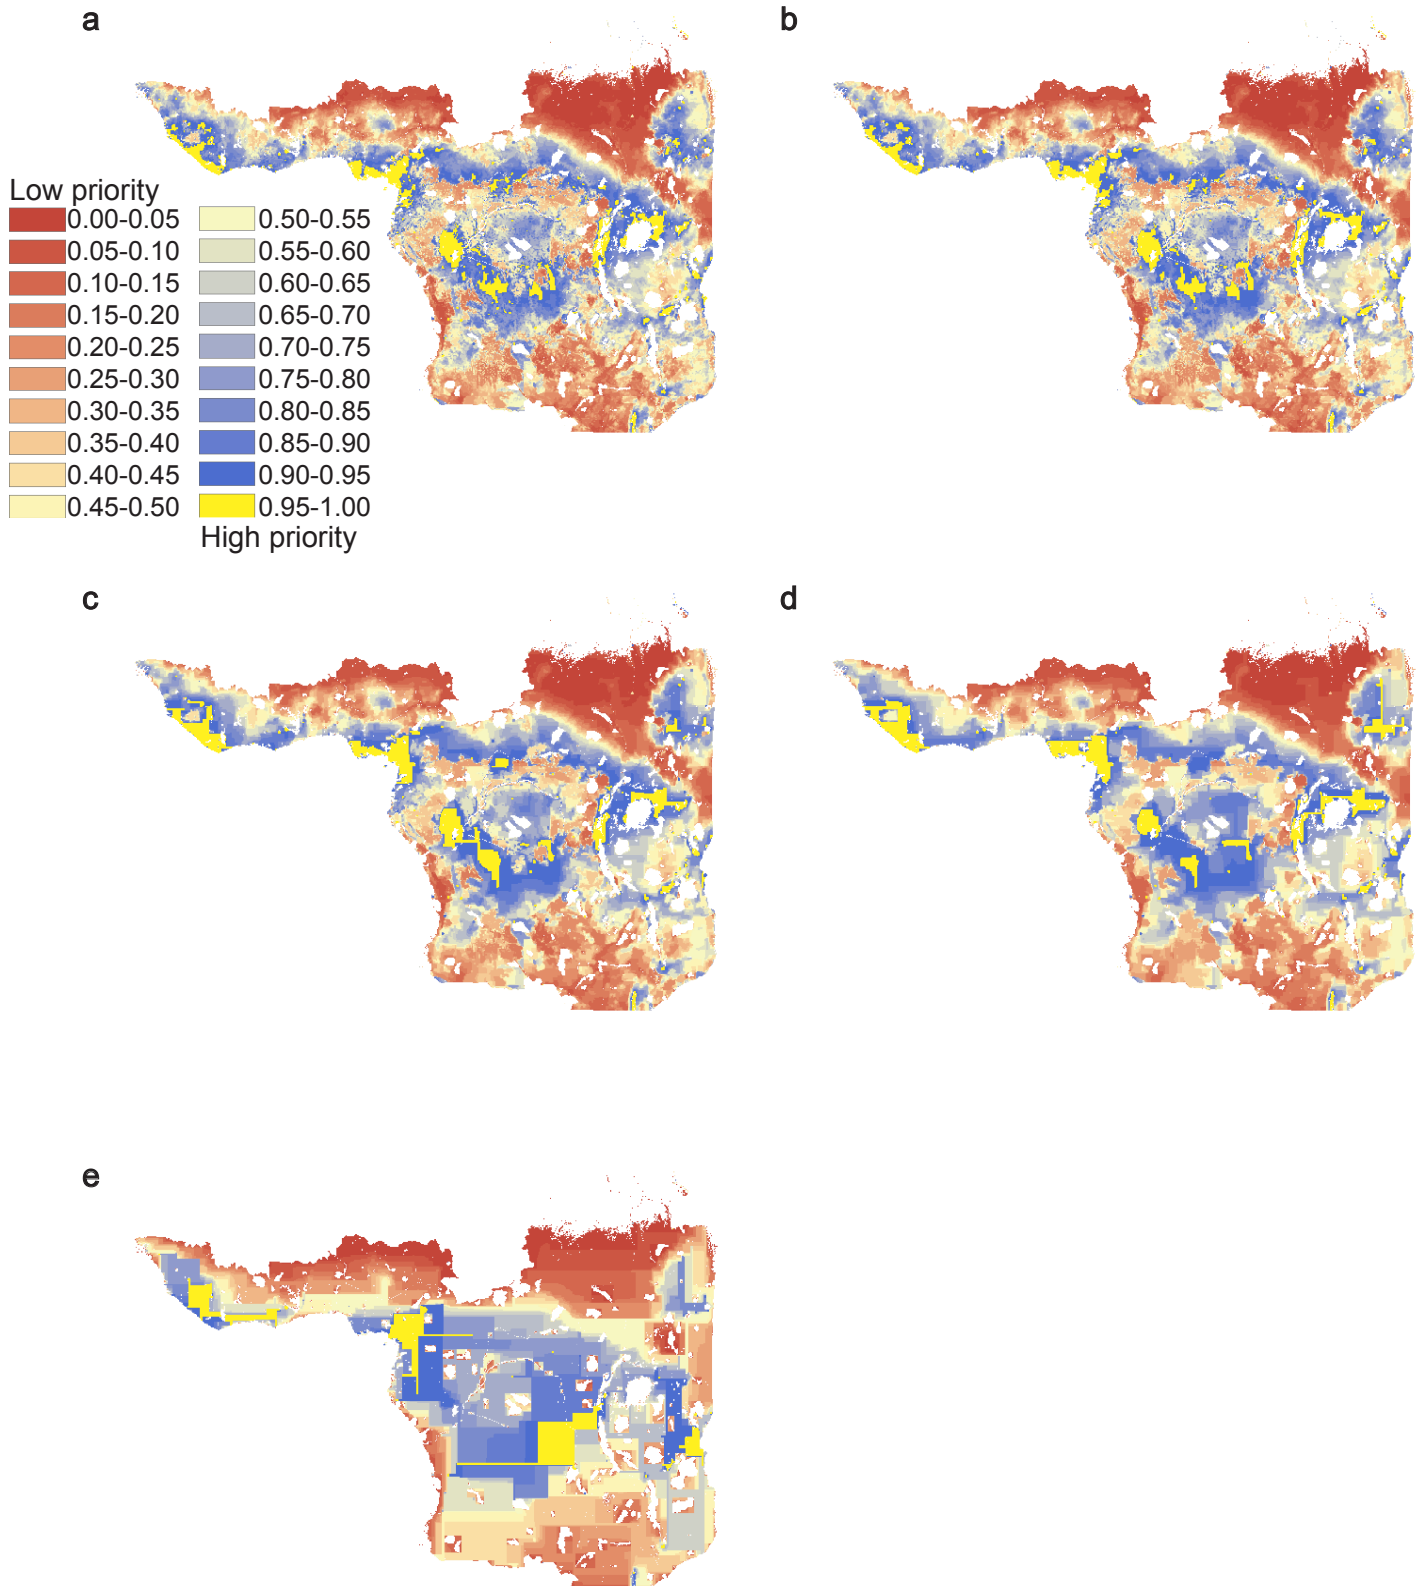 a
b
Low priority
0.00-0.05 0.50-0.55
0.05-0.10 0.55-0.60
0.10-0.15 0.60-0.65
0.15-0.20 0.65-0.70
0.20-0.25 0.70-0.75
0.25-0.30 0.75-0.80
0.30-0.35 0.80-0.85
0.35-0.40 0.85-0.90
0.40-0.45 0.90-0.95
0.45-0.50 0.95-1.00
High priority
c
d
e